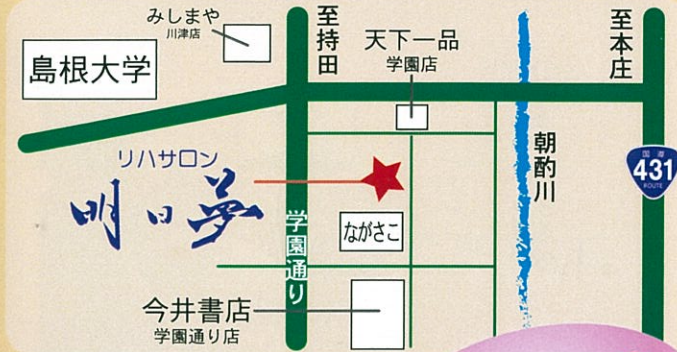 みしまや
川津店
至持田
天下一品
学園店
至本庄
島根大学
リハサロン
明日夢
朝酌川
国道
431
ROUTE
学園通り
ながさこ
今井書店
学園通り店